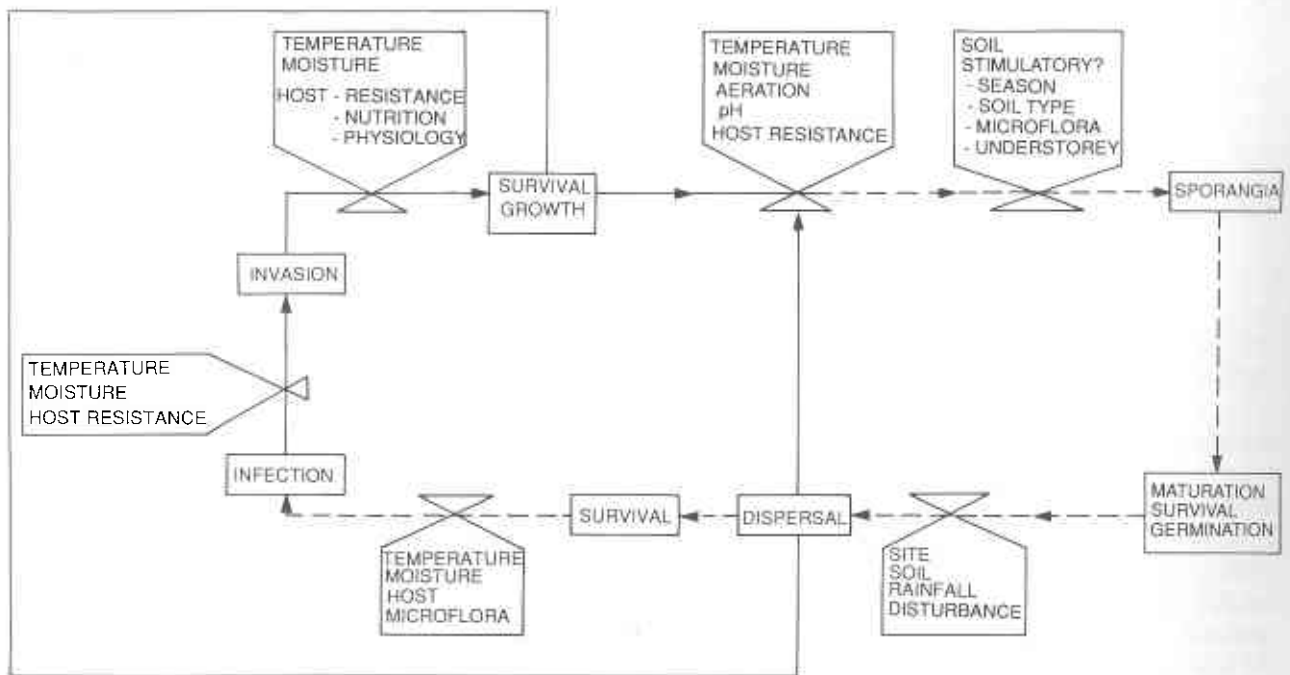 TEMPERATURE
MOISTURE
HOST - RESISTANCE
- NUTRITION
- PHYSIOLOGY
TEMPERATURE
MOISTURE
AERATION
pH
HOST RESISTANCE
SOIL
STIMULATORY?
- SEASON
- SOIL TYPE
- MICROFLORA
- UNDERSTOREY
SURVIVAL
GROWTH
SPORANGIA
INVASION
TEMPERATURE
MOISTURE
HOST RESISTANCE
INFECTION
SURVIVAL
DISPERSAL
MATURATION
SURVIVAL
GERMINATION
TEMPERATURE
MOISTURE
HOST
MICROFLORA
SITE
SOIL
RAINFALL
DISTURBANCE